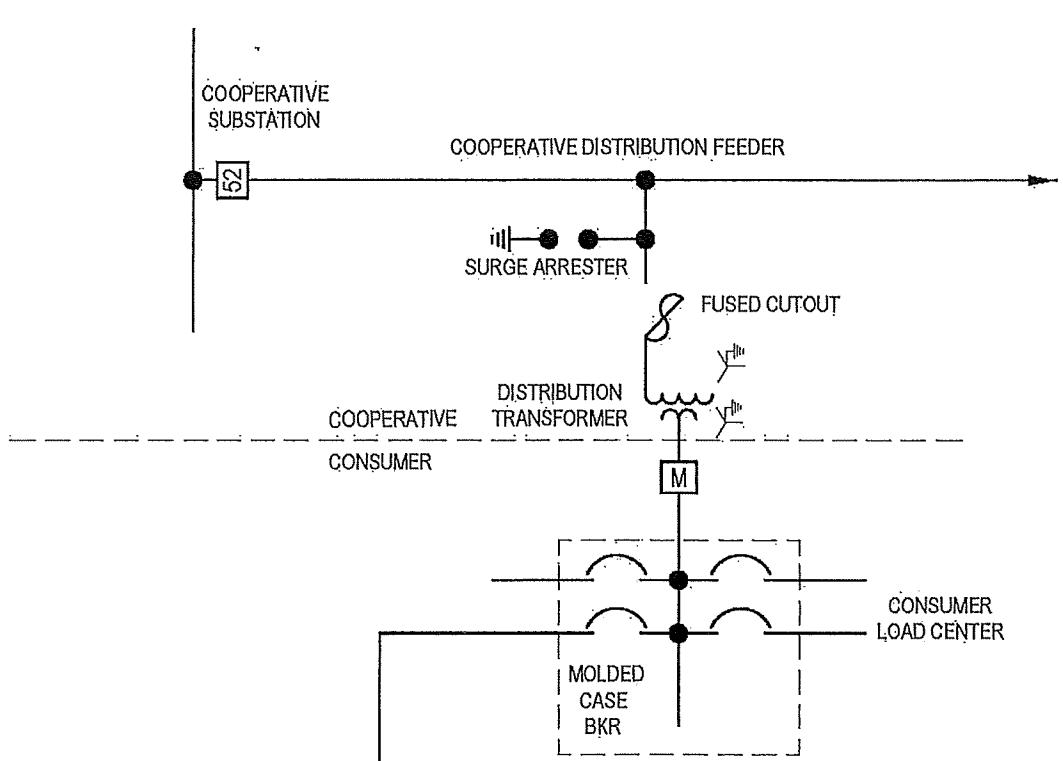 COOPERATIVE
SUBSTATION
COOPERATIVE DISTRIBUTION FEEDER
52
SURGE ARRESTER
FUSED CUTOUT
DISTRIBUTION
TRANSFORMER
COOPERATIVE
CONSUMER
M
CONSUMER
LOAD CENTER
MOLDED
CASE
BKR